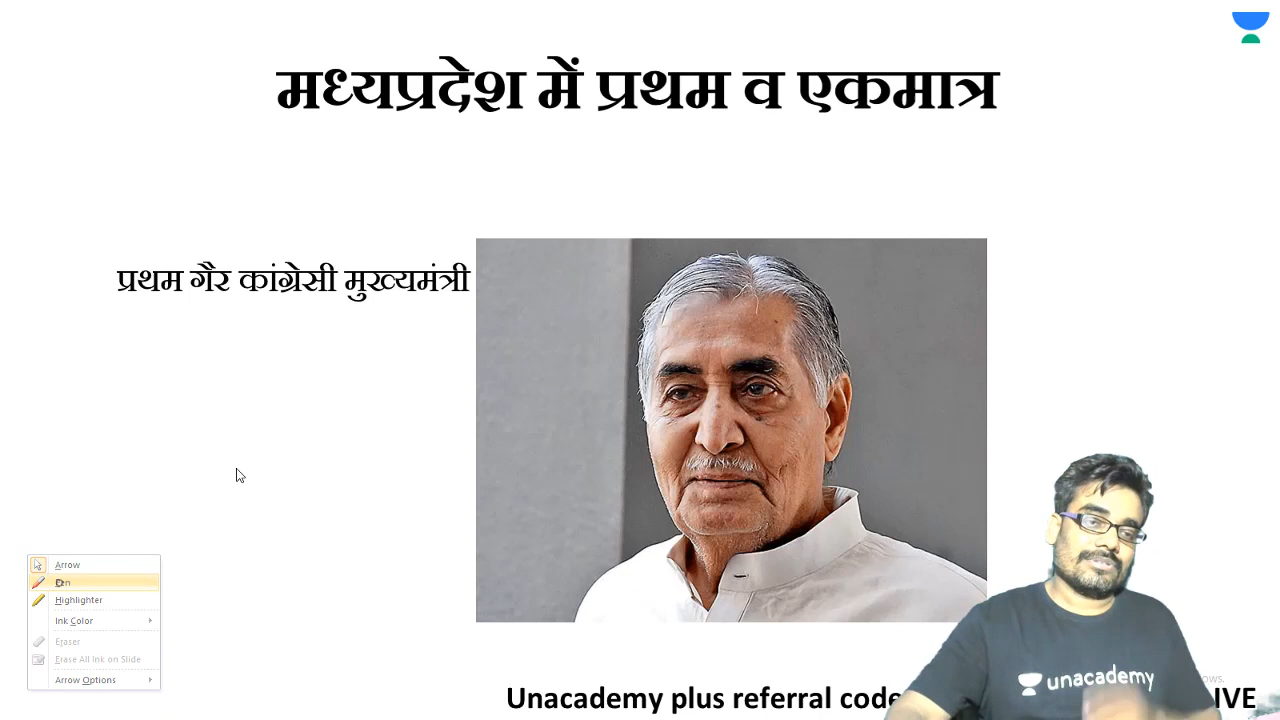 मध्यप्रदेश में प्रथम व एकमात्र
प्रथम गैर कांग्रेसी मुख्यमंत्री
Arrow
Pen
Highlighter
Ink Color
Eraser
Erase All Ink on Slide
Arrow Options
unacademy
Unacademy plus referral code
IVE